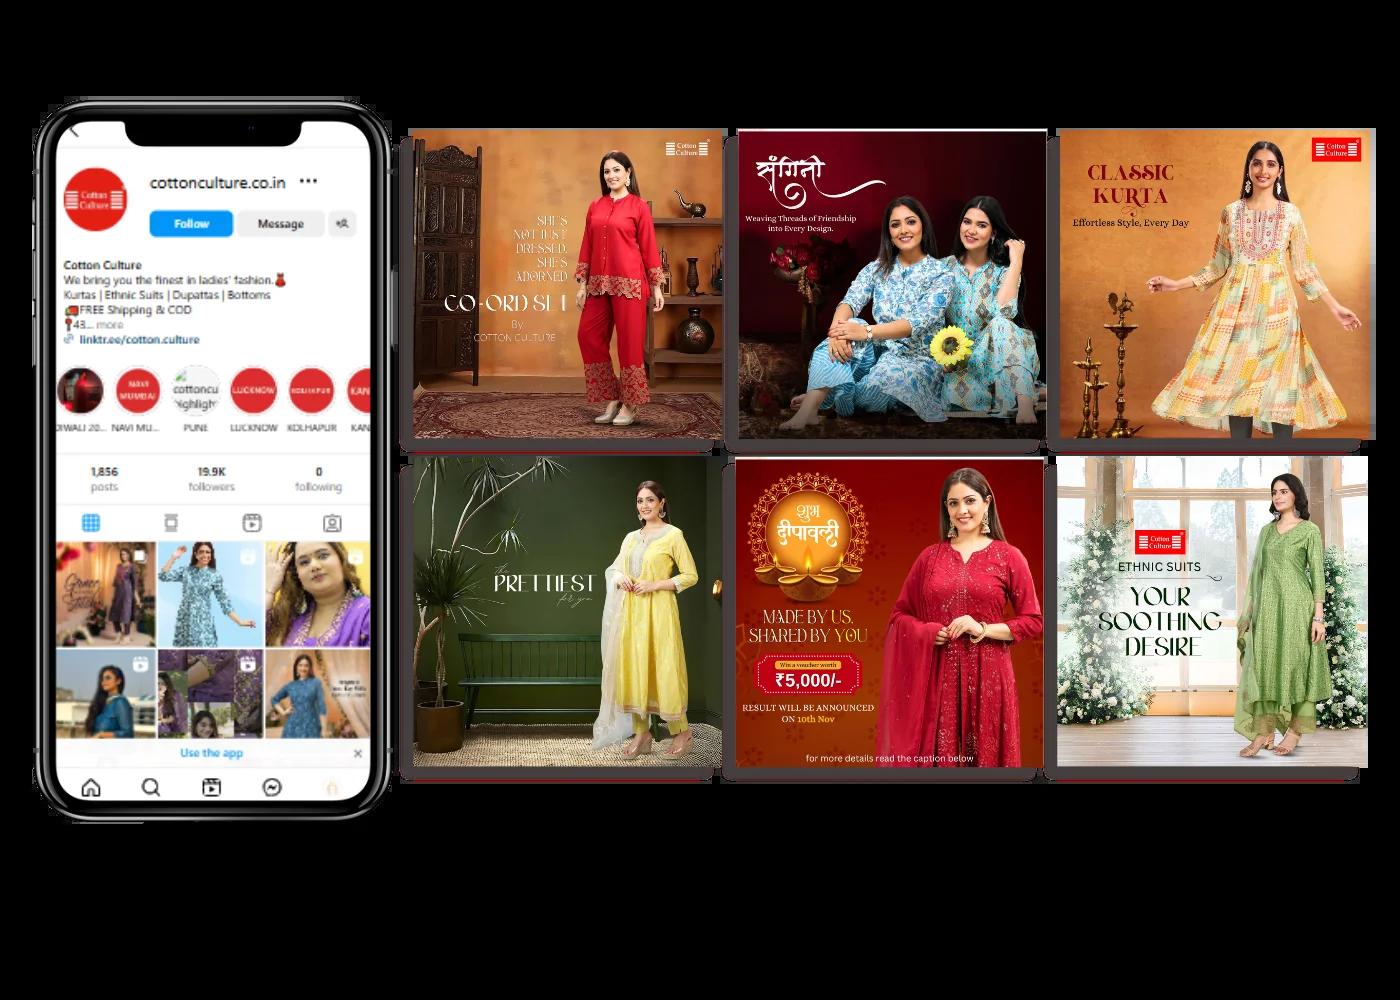 cottonculture.co.in
Cotton
Culture
Follow
Message
Cotton Culture
We bring you the finest in ladies' fashion.
Kurtas | Ethnic Suits | Dupattas | Bottoms
FREE Shipping & COD
43... more
linktr.ee/cotton.culture
NAVI
MUMBAI
cottoncu
highligh
LUCKNOW
KOLHAPUR
KAN
DIWALI 20...
NAVI MU...
PUNE
LUCKNOW
KOLHAPUR
KAN
1,856
19.9K
0
posts
followers
following
Grace
Use the app
Cotton
Culture
SHE'S
NOT JUST
DRESSED,
SHE'S
ADORNED
CO-ORD SET
By
COTTON CULTURE
संगिनी
Weaving Threads of Friendship
into Every Design.
Cotton
Culture
CLASSIC
KURTA
Effortless Style, Every Day
the
PRETTIEST
for you
शुभ
दीपावली
MADE BY US,
SHARED BY YOU
Win a voucher worth
₹5,000/-
RESULT WILL BE ANNOUNCED
ON 10th Nov
for more details read the caption below
Cotton
Culture
ETHNIC SUITS
YOUR
SOOTHING
DESIRE